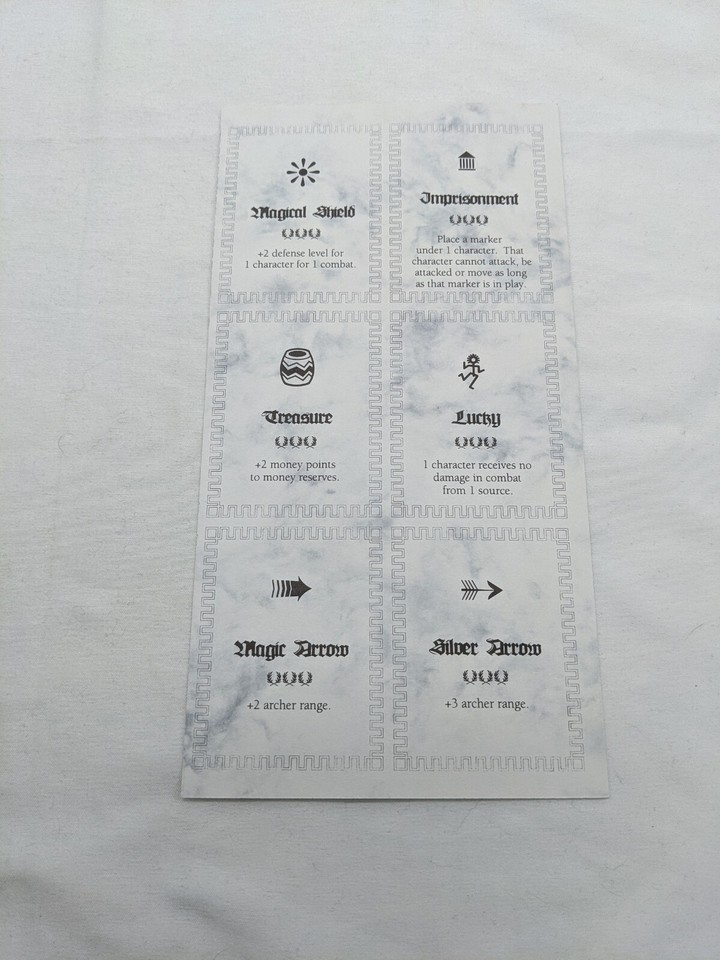 Magical Shield
+2 defense level for
1 character for 1 combat.
Imprisonment
Place a marker
under 1 character. That
character cannot attack, be
attacked or move as long
as that marker is in play.
Treasure
+2 money points
to money reserves.
Lucky
1 character receives no
damage in combat
from 1 source.
Magic Arrow
+2 archer range.
Silver Arrow
+3 archer range.